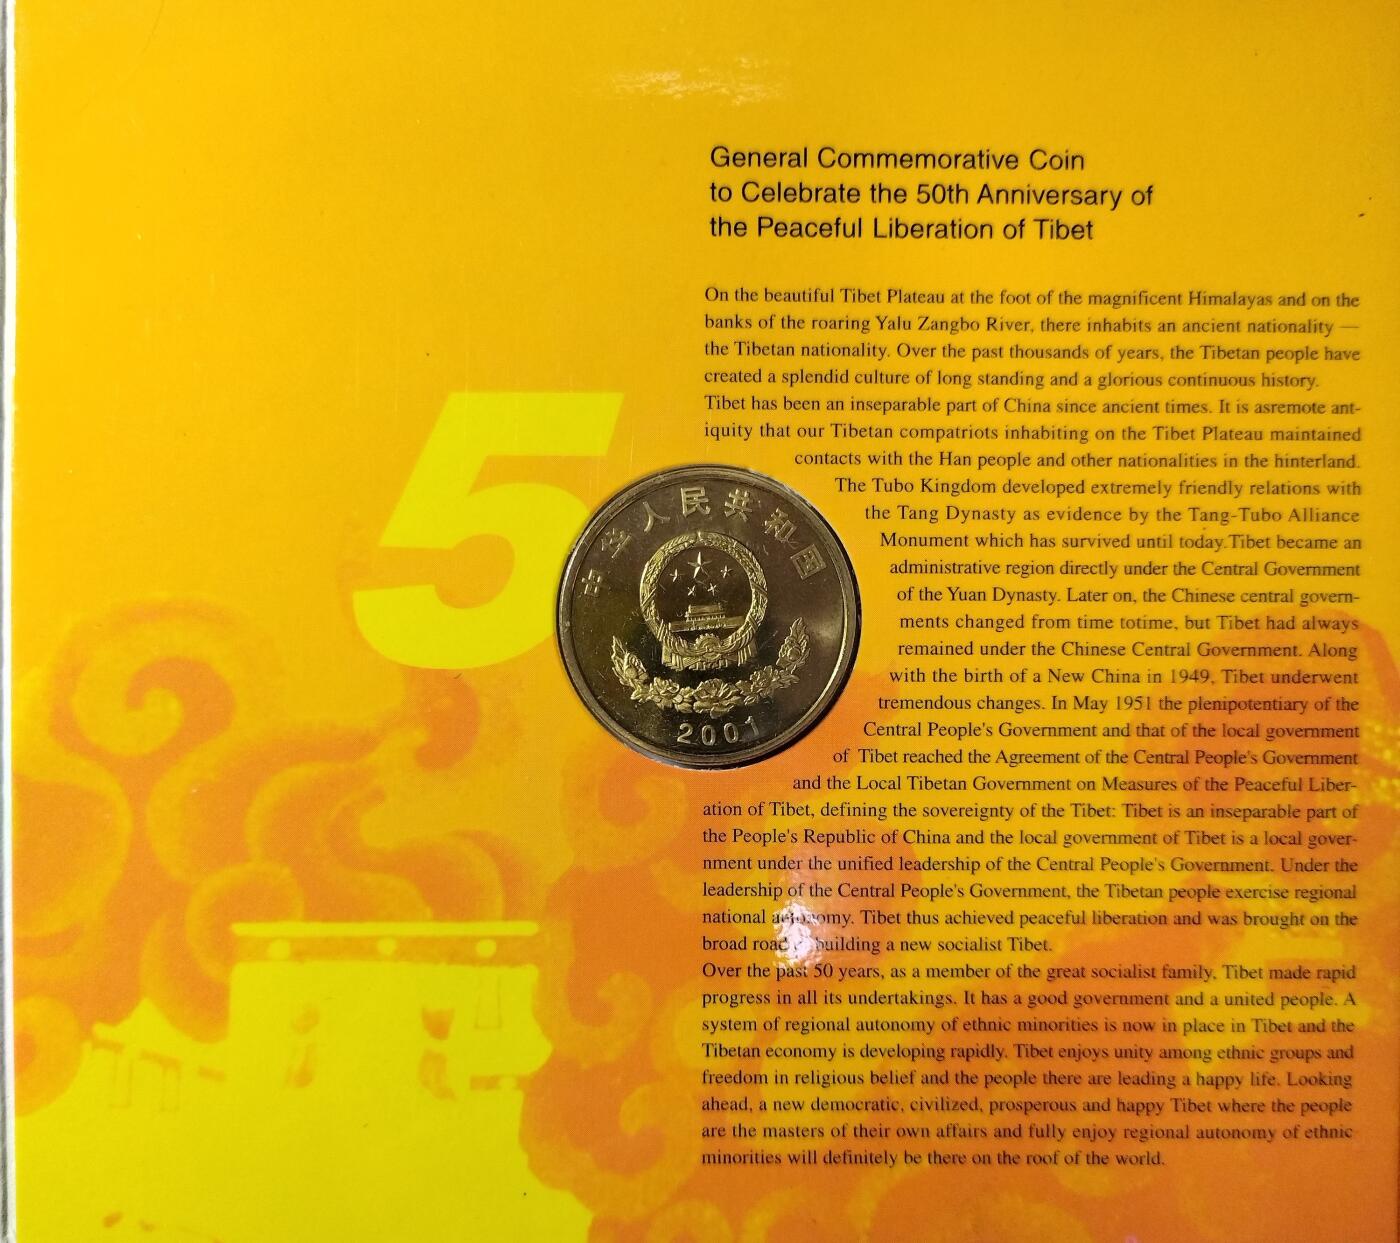 General Commemorative Coin
to Celebrate the 50th Anniversary of
the Peaceful Liberation of Tibet
On the beautiful Tibet Plateau at the foot of the magnificent Himalayas and on the
banks of the roaring Yalu Zangbo River, there inhabits an ancient nationality —
the Tibetan nationality. Over the past thousands of years, the Tibetan people have
created a splendid culture of long standing and a glorious continuous history.
Tibet has been an inseparable part of China since ancient times. It is asremote ant-
iquity that our Tibetan compatriots inhabiting on the Tibet Plateau maintained
contacts with the Han people and other nationalities in the hinterland.
The Tubo Kingdom developed extremely friendly relations with
the Tang Dynasty as evidence by the Tang-Tubo Alliance
Monument which has survived until today.Tibet became an
administrative region directly under the Central Government
of the Yuan Dynasty. Later on, the Chinese central govern-
ments changed from time totime, but Tibet had always
remained under the Chinese Central Government. Along
with the birth of a New China in 1949, Tibet underwent
tremendous changes. In May 1951 the plenipotentiary of the
Central People's Government and that of the local government
of Tibet reached the Agreement of the Central People's Government
and the Local Tibetan Government on Measures of the Peaceful Liber-
ation of Tibet, defining the sovereignty of the Tibet: Tibet is an inseparable part of
the People's Republic of China and the local government of Tibet is a local gover-
nment under the unified leadership of the Central People's Government. Under the
leadership of the Central People's Government, the Tibetan people exercise regional
national autonomy. Tibet thus achieved peaceful liberation and was brought on the
broad road building a new socialist Tibet.
Over the past 50 years, as a member of the great socialist family, Tibet made rapid
progress in all its undertakings. It has a good government and a united people. A
system of regional autonomy of ethnic minorities is now in place in Tibet and the
Tibetan economy is developing rapidly. Tibet enjoys unity among ethnic groups and
freedom in religious belief and the people there are leading a happy life. Looking
ahead, a new democratic, civilized, prosperous and happy Tibet where the people
are the masters of their own affairs and fully enjoy regional autonomy of ethnic
minorities will definitely be there on the roof of the world.
5
中华人民共和国
2001